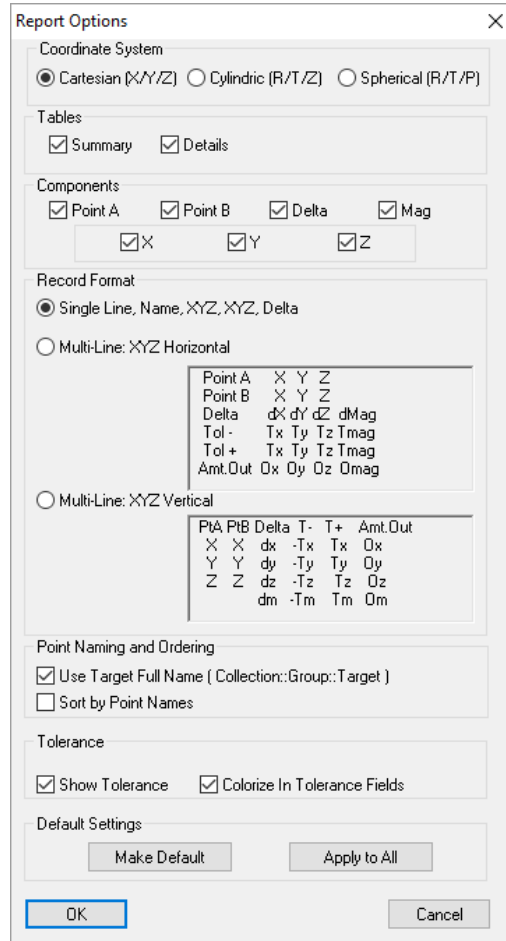 Report Options
Coordinate System
Cartesian (X/Y/Z) Cylindric (R/T/Z) Spherical (R/T/P)
Tables
Summary Details
Components
Point A Point B Delta Mag
X Y Z
Record Format
Single Line, Name, XYZ, XYZ, Delta
Multi-Line: XYZ Horizontal
Point A X Y Z
Point B X Y Z
Delta dX dY dZ dMag
Tol - Tx Ty Tz Tmag
Tol + Tx Ty Tz Tmag
Amt.Out Ox Oy Oz Omag
Multi-Line: XYZ Vertical
PtA PtB Delta T- T+ Amt.Out
X X dx -Tx Tx Ox
Y Y dy -Ty Ty Oy
Z Z dz -Tz Tz Oz
dm -Tm Tm Om
Point Naming and Ordering
Use Target Full Name ( Collection::Group::Target )
Sort by Point Names
Tolerance
Show Tolerance Colorize In Tolerance Fields
Default Settings
Make Default Apply to All
OK Cancel